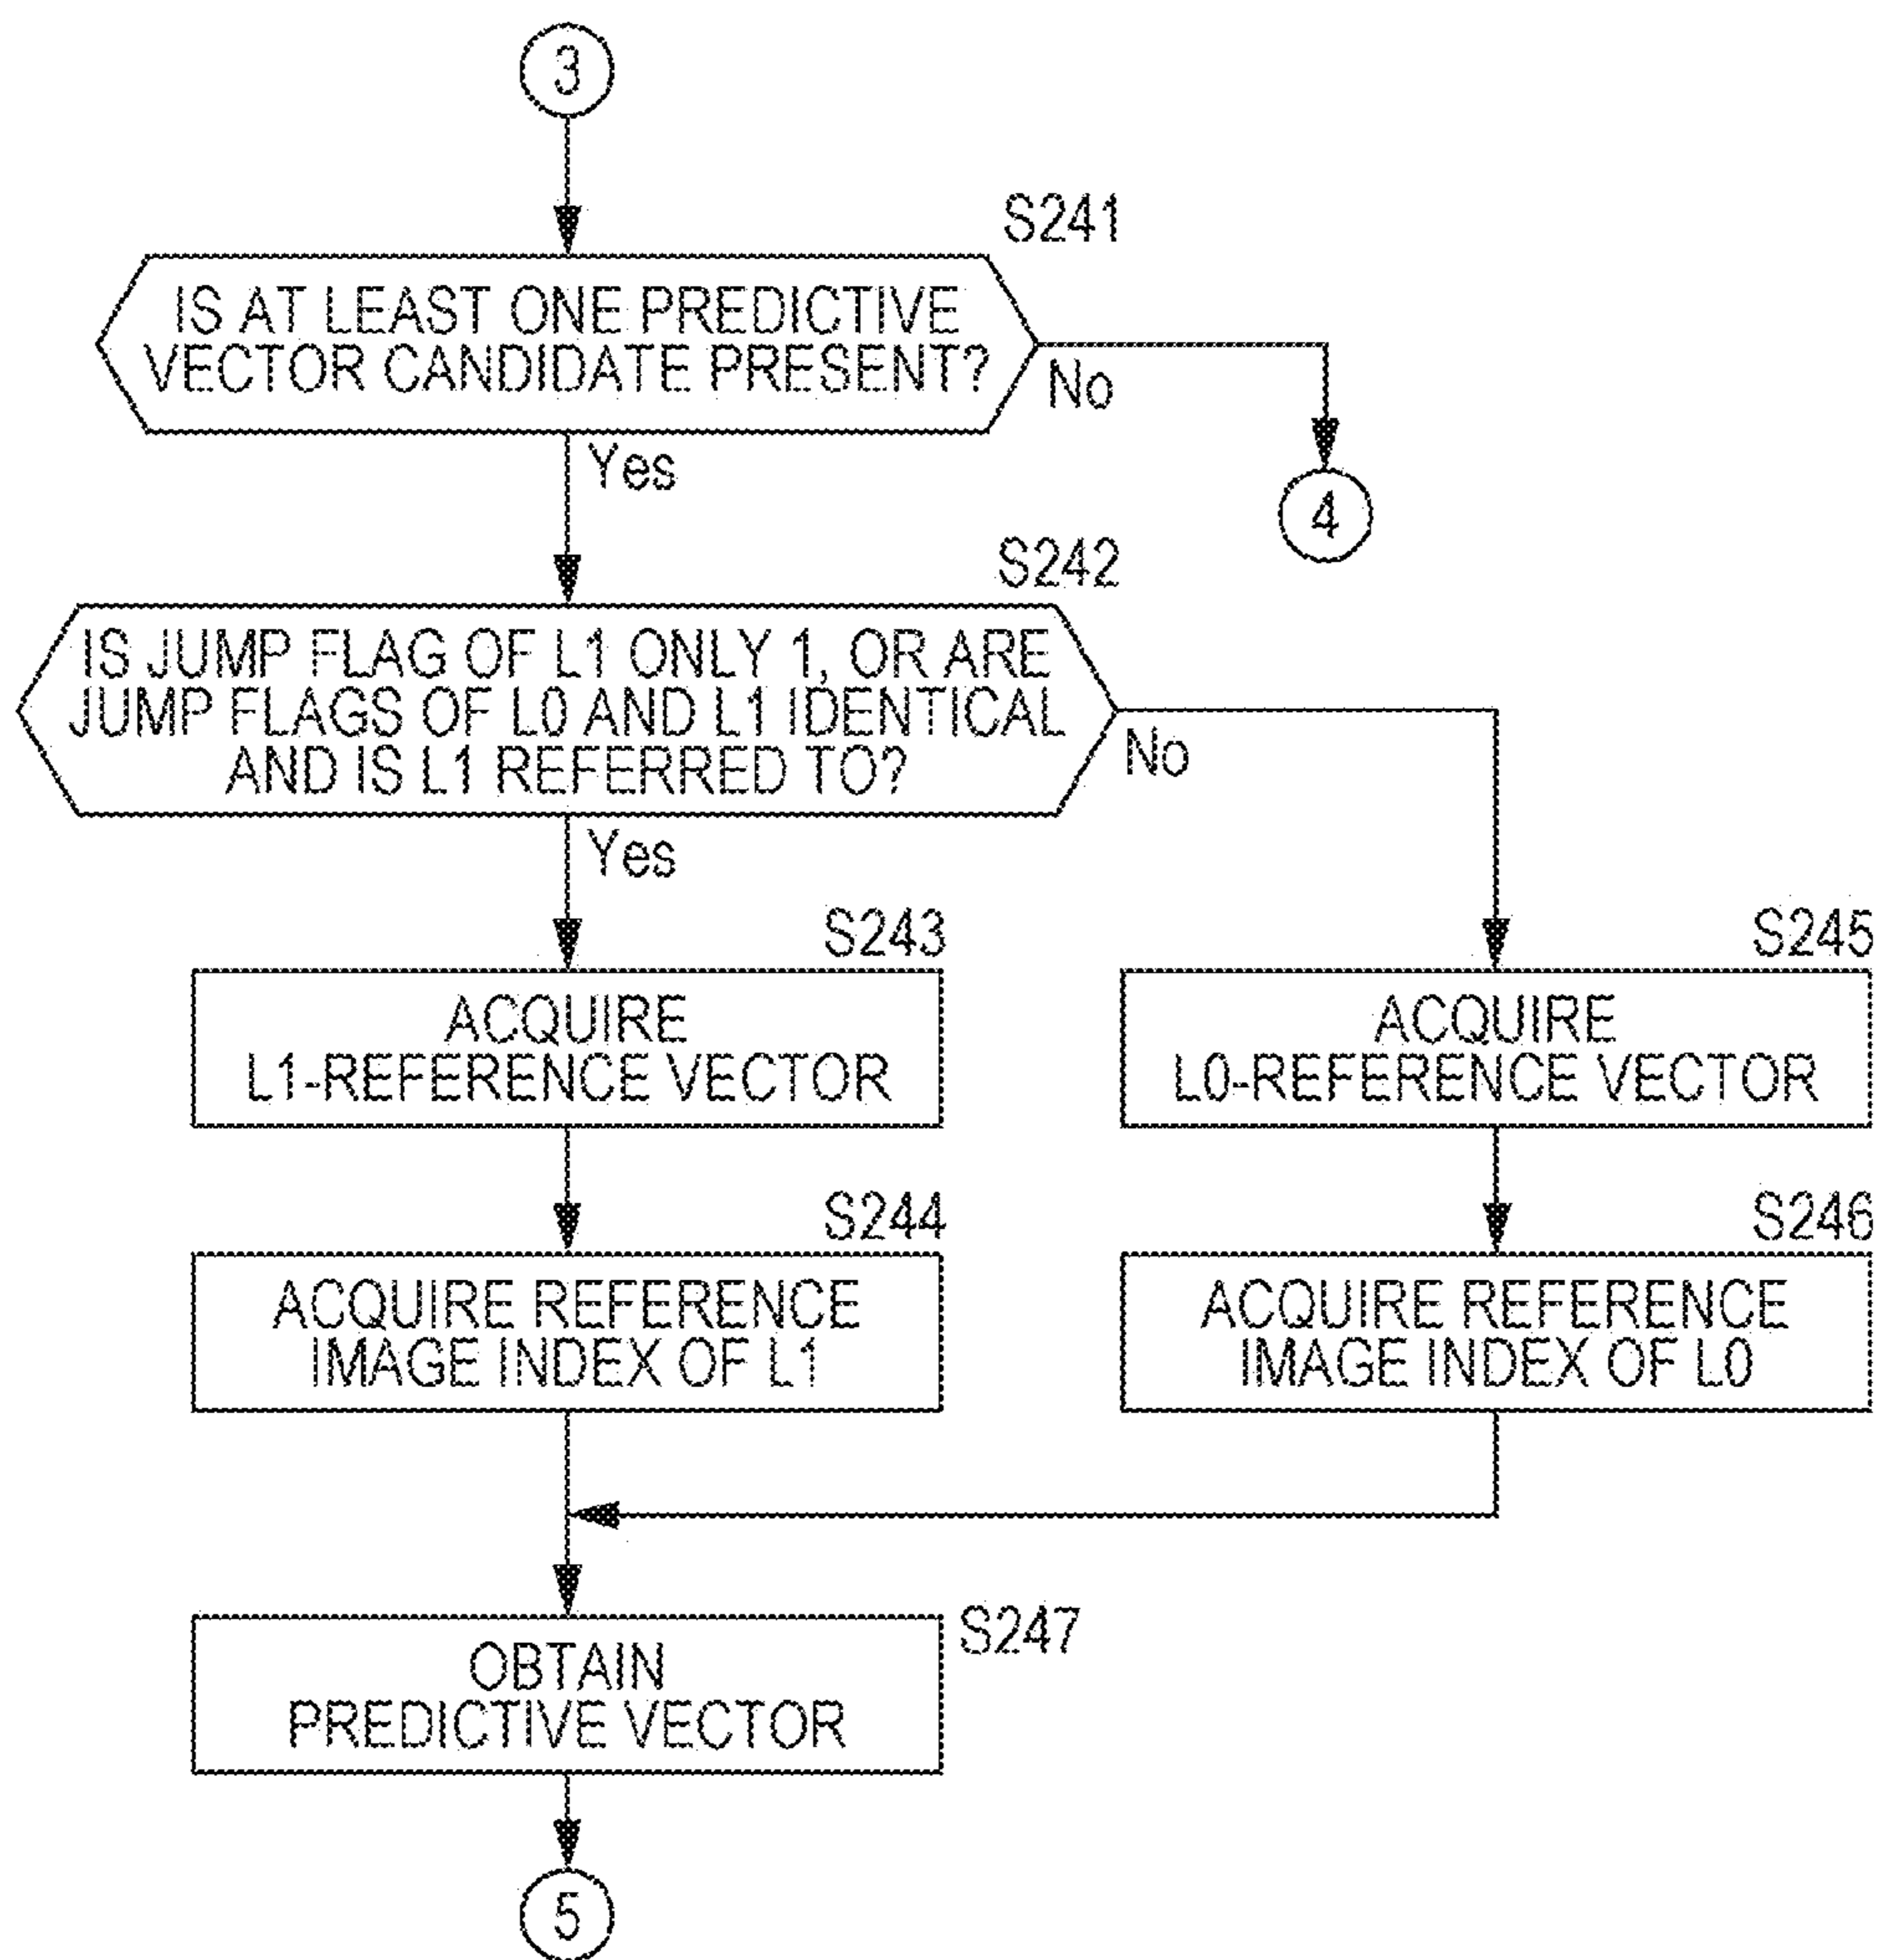 3
S241
IS AT LEAST ONE PREDICTIVE
VECTOR CANDIDATE PRESENT?
No
Yes
4
S242
IS JUMP FLAG OF L1 ONLY 1, OR ARE
JUMP FLAGS OF L0 AND L1 IDENTICAL
AND IS L1 REFERRED TO?
No
Yes
S243
ACQUIRE
L1-REFERENCE VECTOR
S245
ACQUIRE
L0-REFERENCE VECTOR
S244
ACQUIRE REFERENCE
IMAGE INDEX OF L1
S246
ACQUIRE REFERENCE
IMAGE INDEX OF L0
S247
OBTAIN
PREDICTIVE VECTOR
5